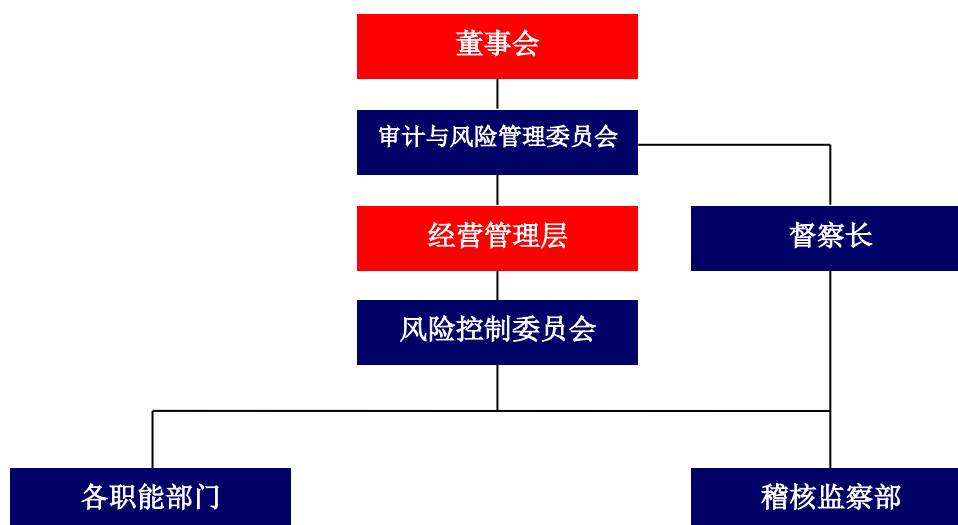 董事会
审计与风险管理委员会
经营管理层
督察长
风险控制委员会
各职能部门
稽核监察部